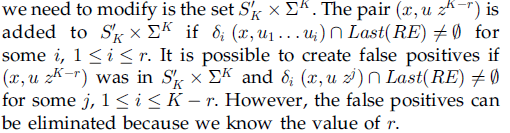 we need to modify is the set S′_K × Σ^K. The pair (x, u z^{K−r}) is
added to S′_K × Σ^K if δ_i (x, u_1 . . . u_i) ∩ Last(RE) ≠ ∅ for
some i, 1 ≤ i ≤ r. It is possible to create false positives if
(x, u z^{K−r}) was in S′_K × Σ^K and δ_i (x, u z^j) ∩ Last(RE) ≠ ∅
for some j, 1 ≤ i ≤ K − r. However, the false positives can
be eliminated because we know the value of r.